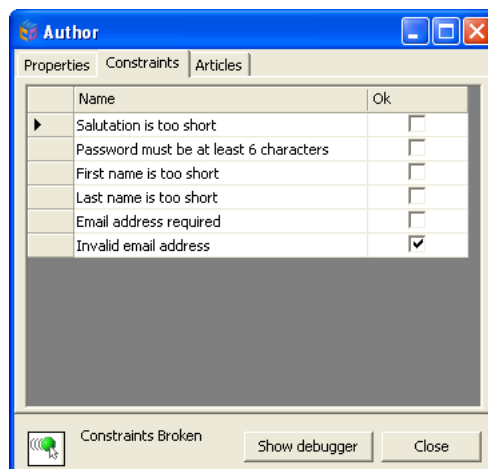 Author
Properties Constraints Articles
Name Ok
Salutation is too short
Password must be at least 6 characters
First name is too short
Last name is too short
Email address required
Invalid email address
Constraints Broken Show debugger Close